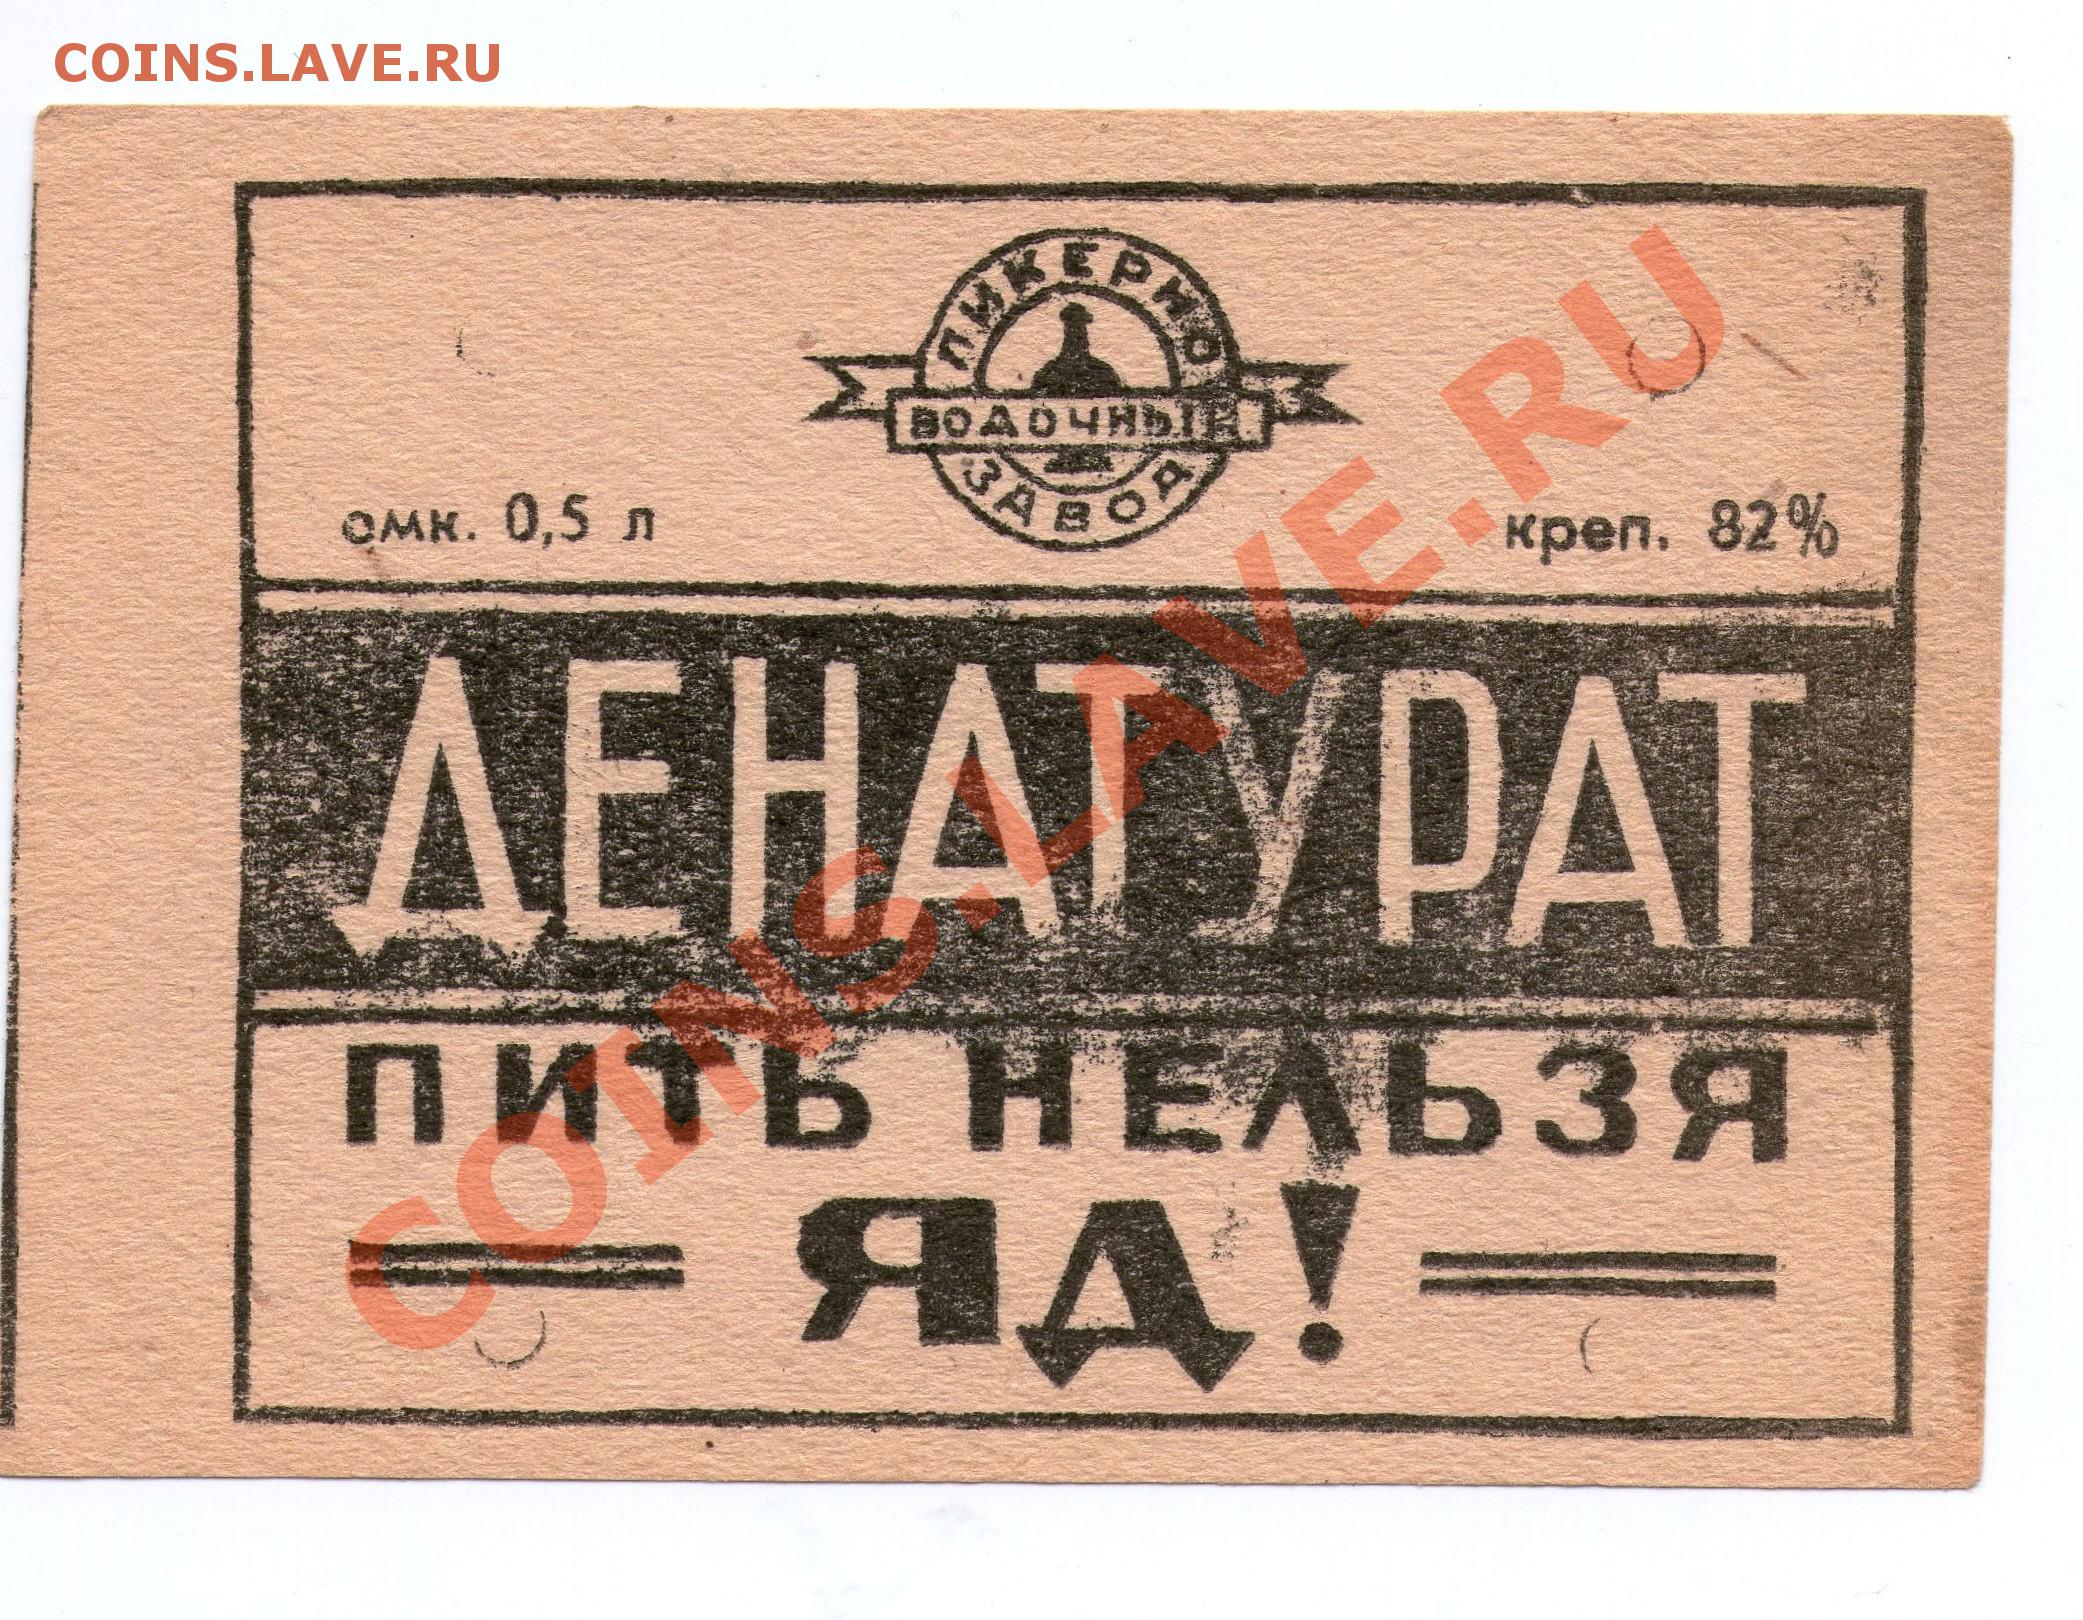 COINS.LAVE.RU
ЛИКЕРНО
ВОДОЧНЫЙ
ЗАВОД
емк. 0,5 л
креп. 82%
ДЕНАТУРАТ
ПИТЬ НЕЛЬЗЯ
ЯД!
COINS.LAVE.RU